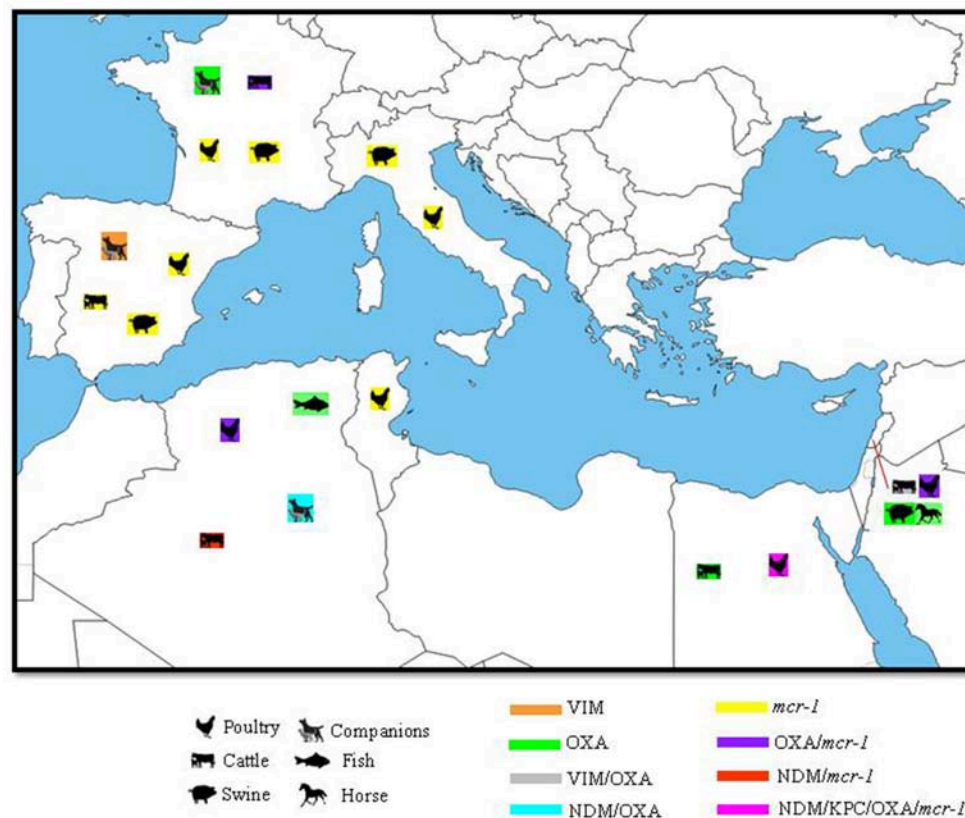 Poultry
Companions
Cattle
Fish
Swine
Horse
VIM
OXA
VIM/OXA
NDM/OXA
mcr-1
OXA/mcr-1
NDM/mcr-1
NDM/KPC/OXA/mcr-1